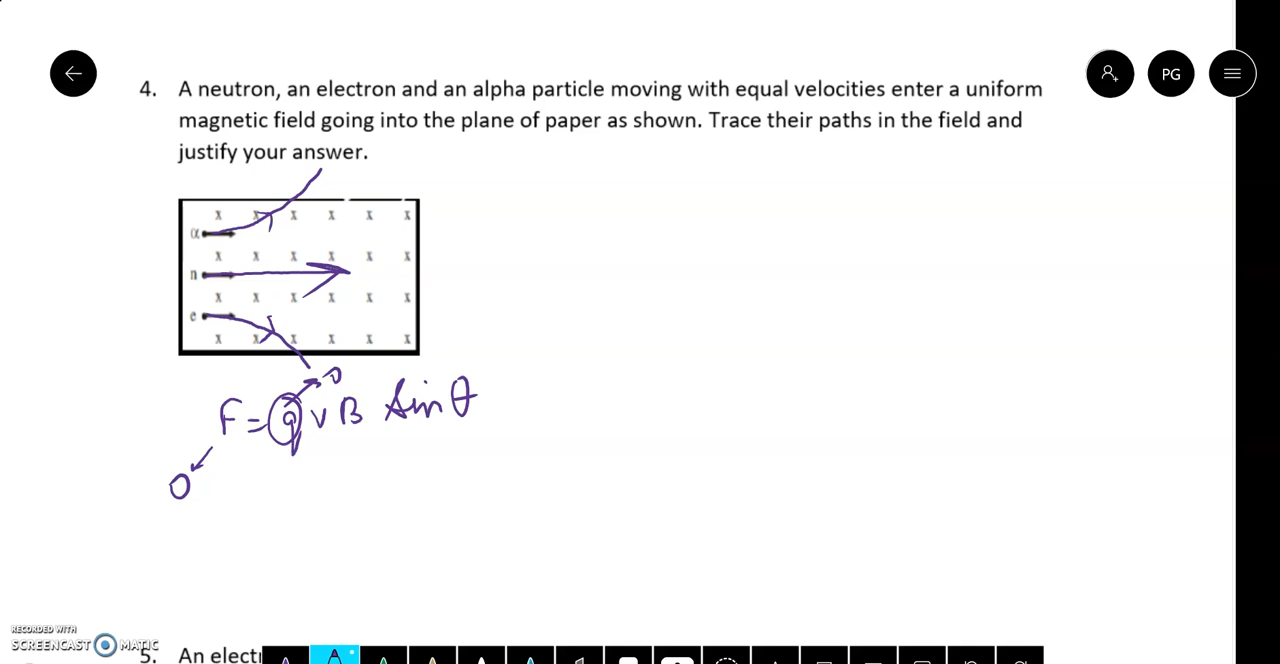 PG
4. A neutron, an electron and an alpha particle moving with equal velocities enter a uniform
magnetic field going into the plane of paper as shown. Trace their paths in the field and
justify your answer.
x x x x x x
α
x x x x x x
n
x x x x x x
e
x x x x x x
0
F = q v B Sin θ
0
RECORDED WITH
SCREENCAST MATIC
5. An elect